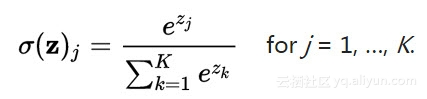 σ(z)_j = e^{z_j} / ∑_{k=1}^{K} e^{z_k} for j = 1, …, K.
云栖社区 yq.aliyun.com